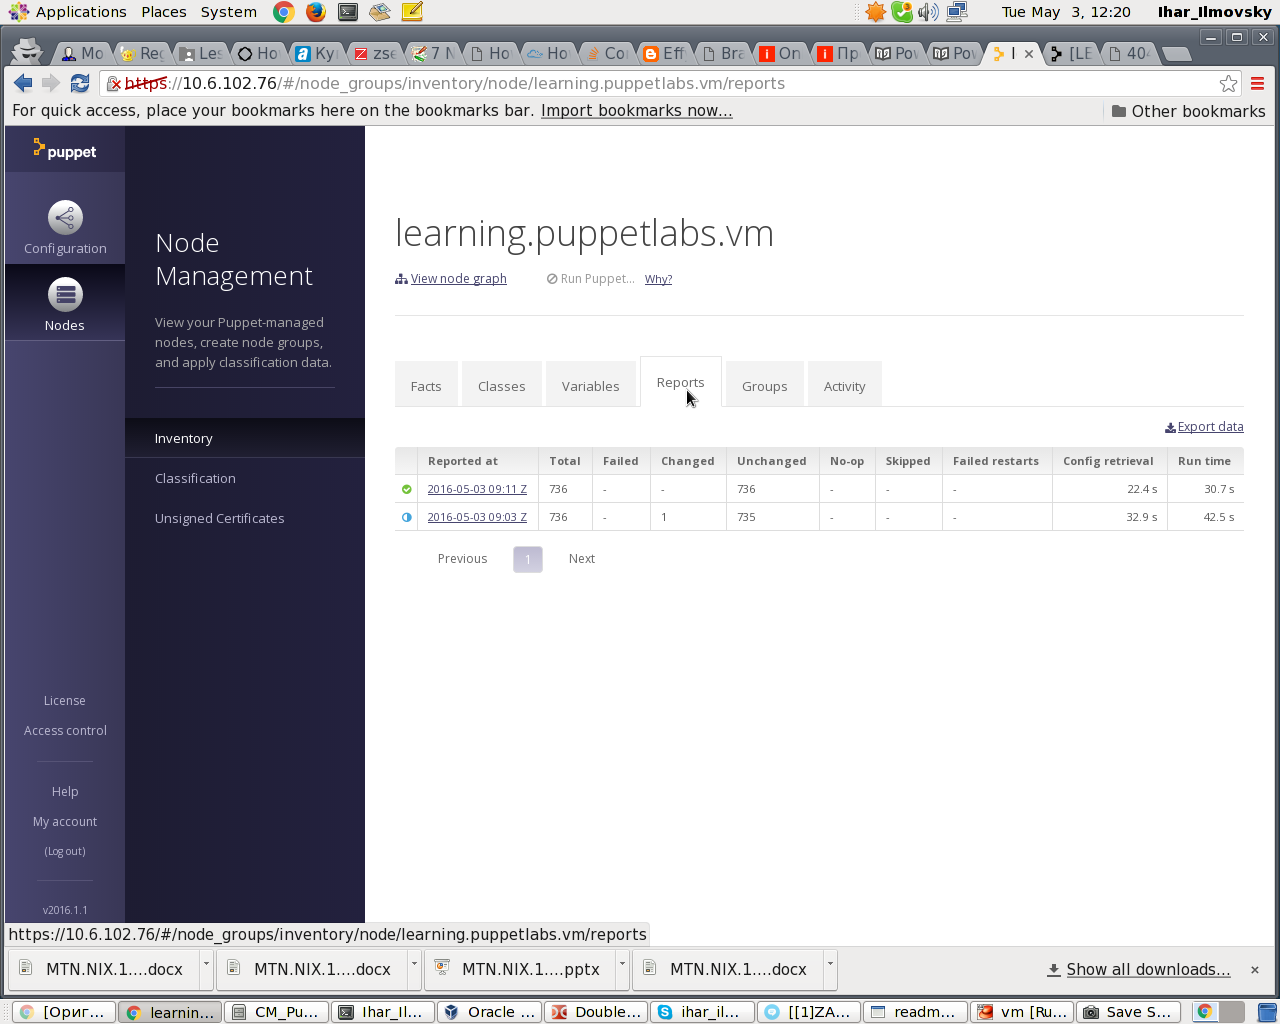 Applications Places System Tue May 3, 12:20 Ihar_Ilmovsky
Mo Reg Les Ho Ky zse 7 N Ho Ho Co Eff Bra On Пр Pov Pov [LE 404
https://10.6.102.76/#/node_groups/inventory/node/learning.puppetlabs.vm/reports
For quick access, place your bookmarks here on the bookmarks bar. Import bookmarks now... Other bookmarks
puppet
Configuration
Nodes
License
Access control
Help
My account
(Log out)
v2016.1.1
Node
Management
View your Puppet-managed
nodes, create node groups,
and apply classification data.
Inventory
Classification
Unsigned Certificates
learning.puppetlabs.vm
View node graph Run Puppet... Why?
Facts Classes Variables Reports Groups Activity
Export data
Reported at Total Failed Changed Unchanged No-op Skipped Failed restarts Config retrieval Run time
2016-05-03 09:11 Z 736 - - 736 - - - 22.4 s 30.7 s
2016-05-03 09:03 Z 736 - 1 735 - - - 32.9 s 42.5 s
Previous 1 Next
https://10.6.102.76/#/node_groups/inventory/node/learning.puppetlabs.vm/reports
MTN.NIX.1....docx MTN.NIX.1....docx MTN.NIX.1....pptx MTN.NIX.1....docx Show all downloads...
[Ориг... learnin... CM_Pu... Ihar_Il... Oracle ... Double... ihar_il... [[1]ZA... readm... vm [Ru... Save S...